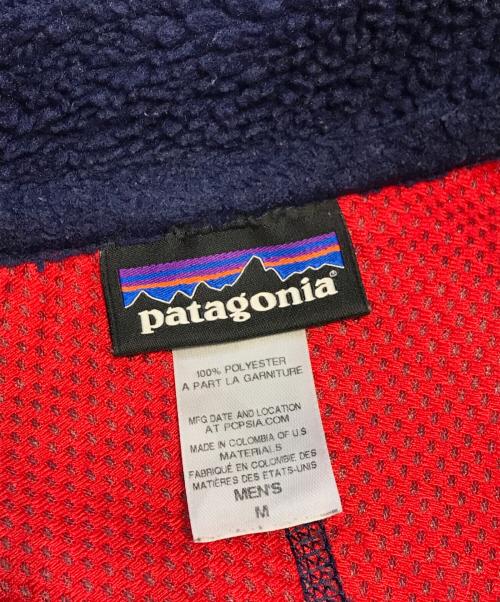 patagonia®
100% POLYESTER
A PART LA GARNITURE
MFG DATE AND LOCATION
AT PCPSIA.COM
MADE IN COLOMBIA OF U.S
MATERIALS
FABRIQUÉ EN COLOMBIE DES
MATIÈRES DES ETATS-UNIS
MEN'S
M